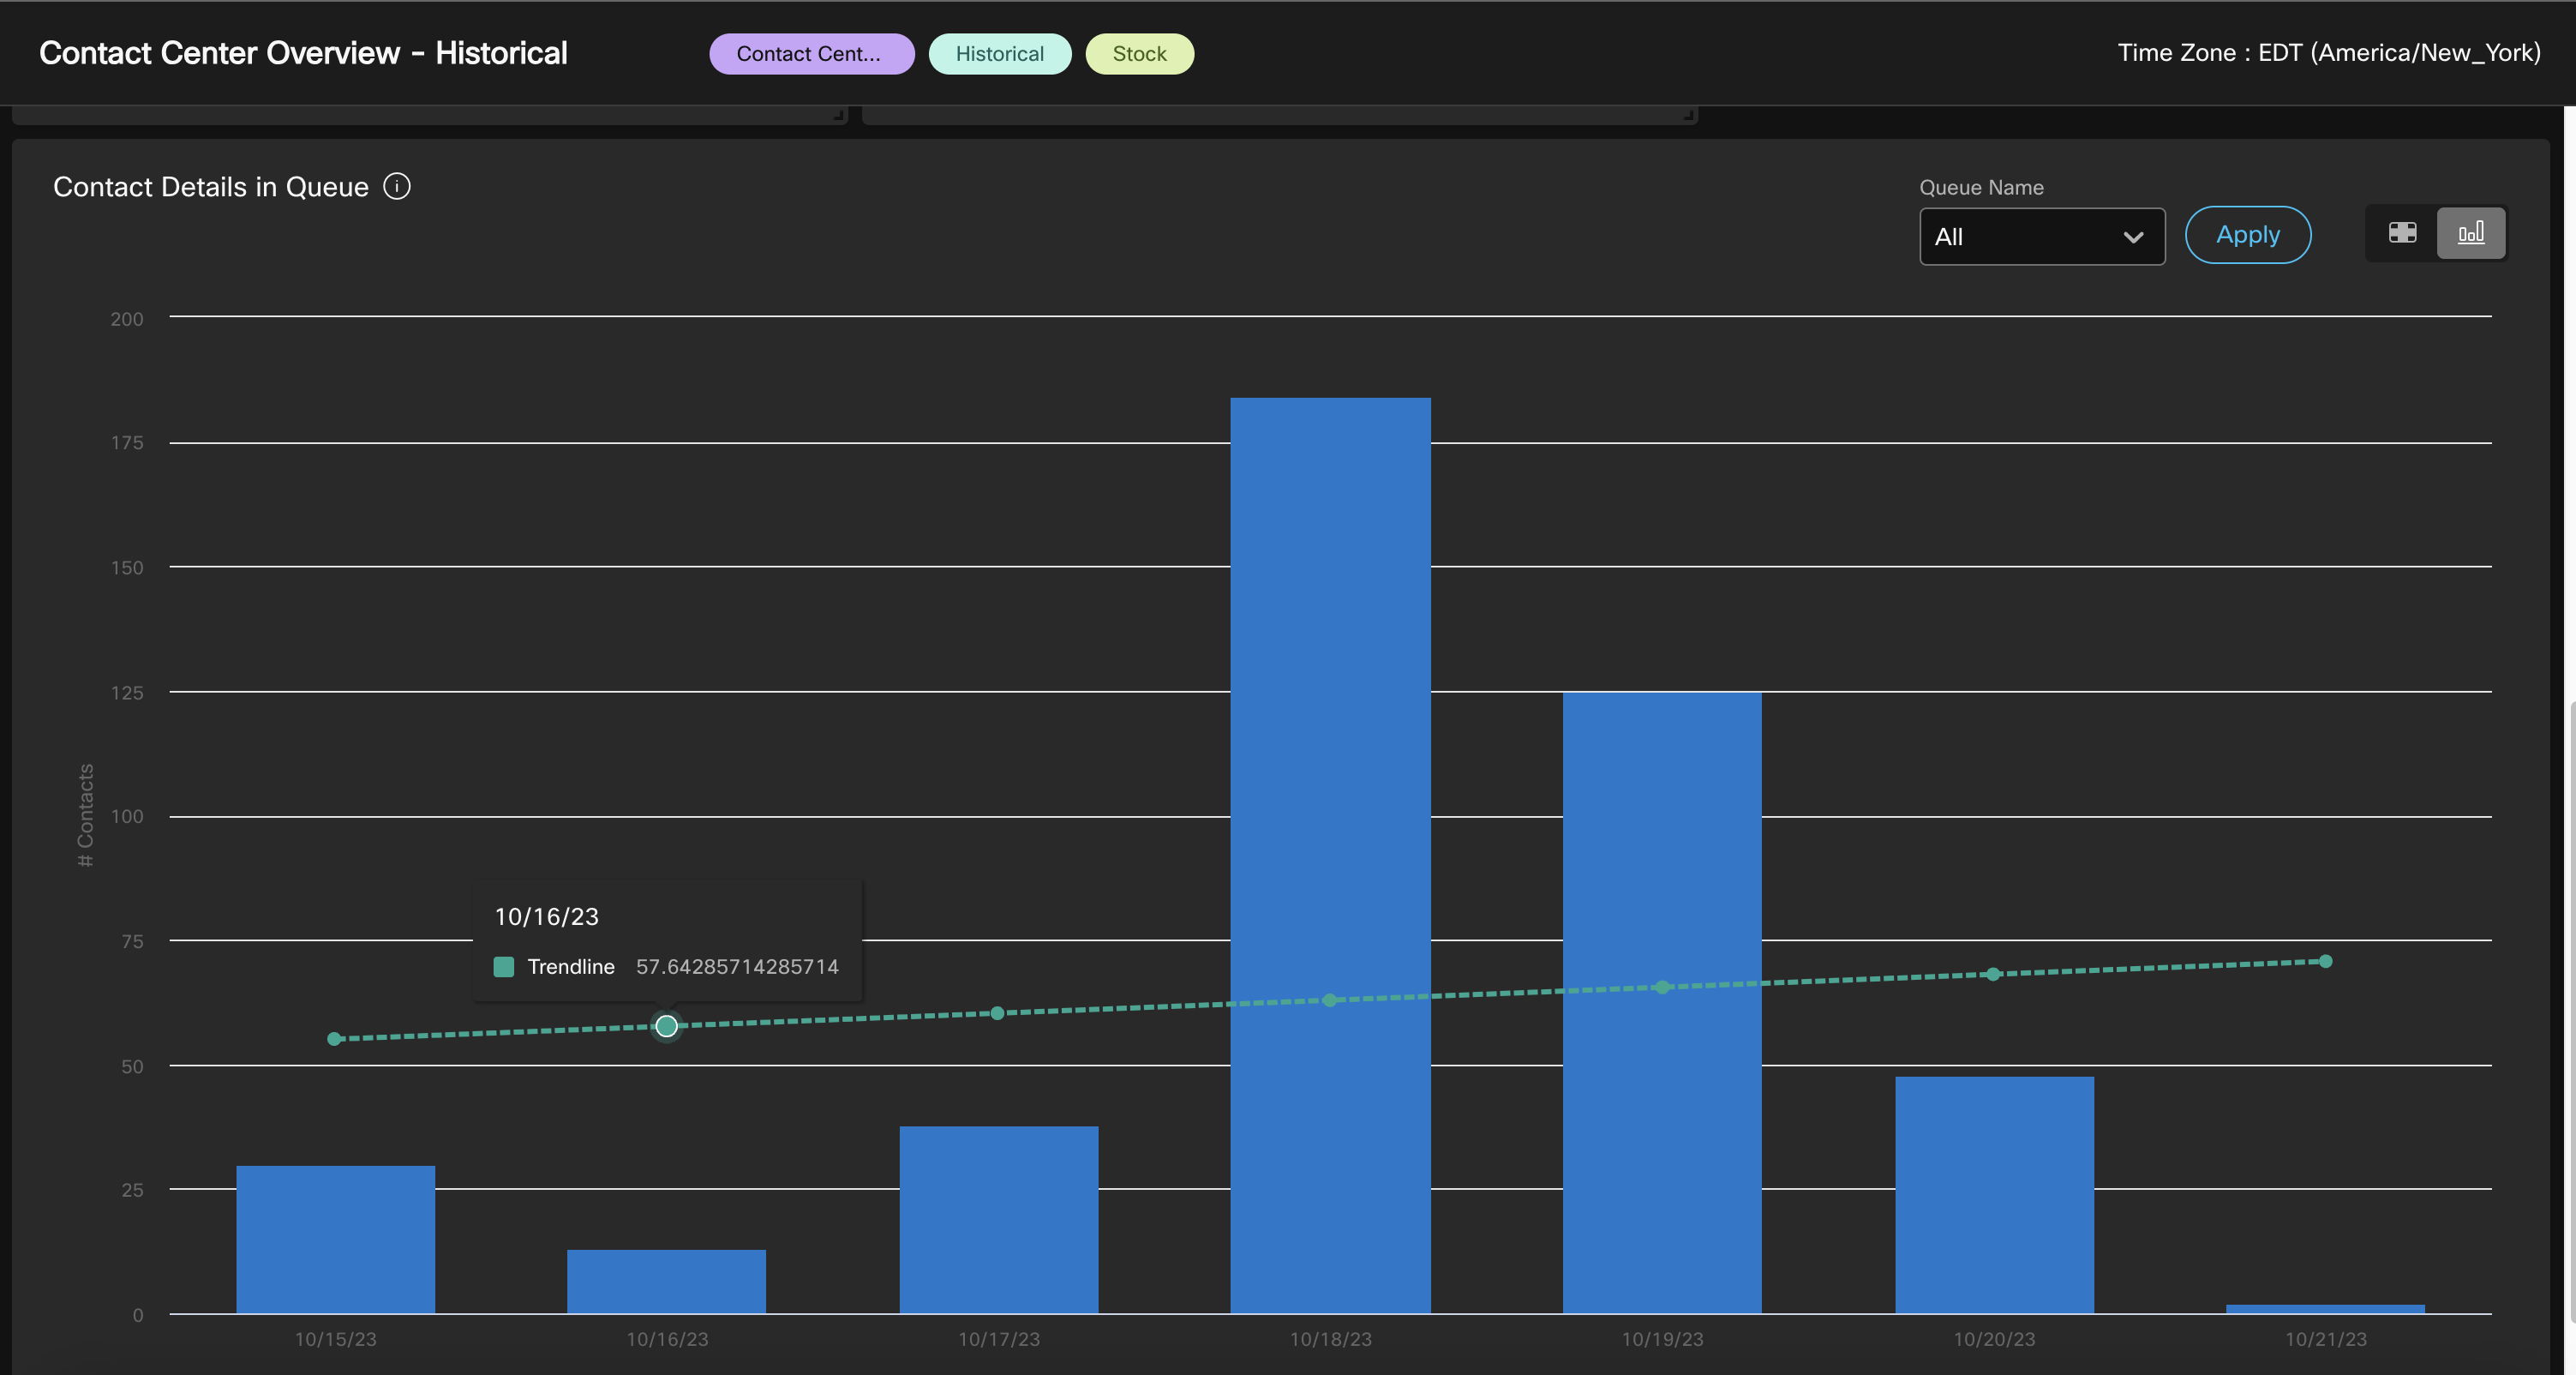 Contact Center Overview - Historical
Contact Cent...
Historical
Stock
Time Zone : EDT (America/New_York)
Contact Details in Queue
Queue Name
All
Apply
200
175
150
125
100
75
50
25
0
# Contacts
10/16/23
Trendline 57.64285714285714
10/15/23
10/16/23
10/17/23
10/18/23
10/19/23
10/20/23
10/21/23